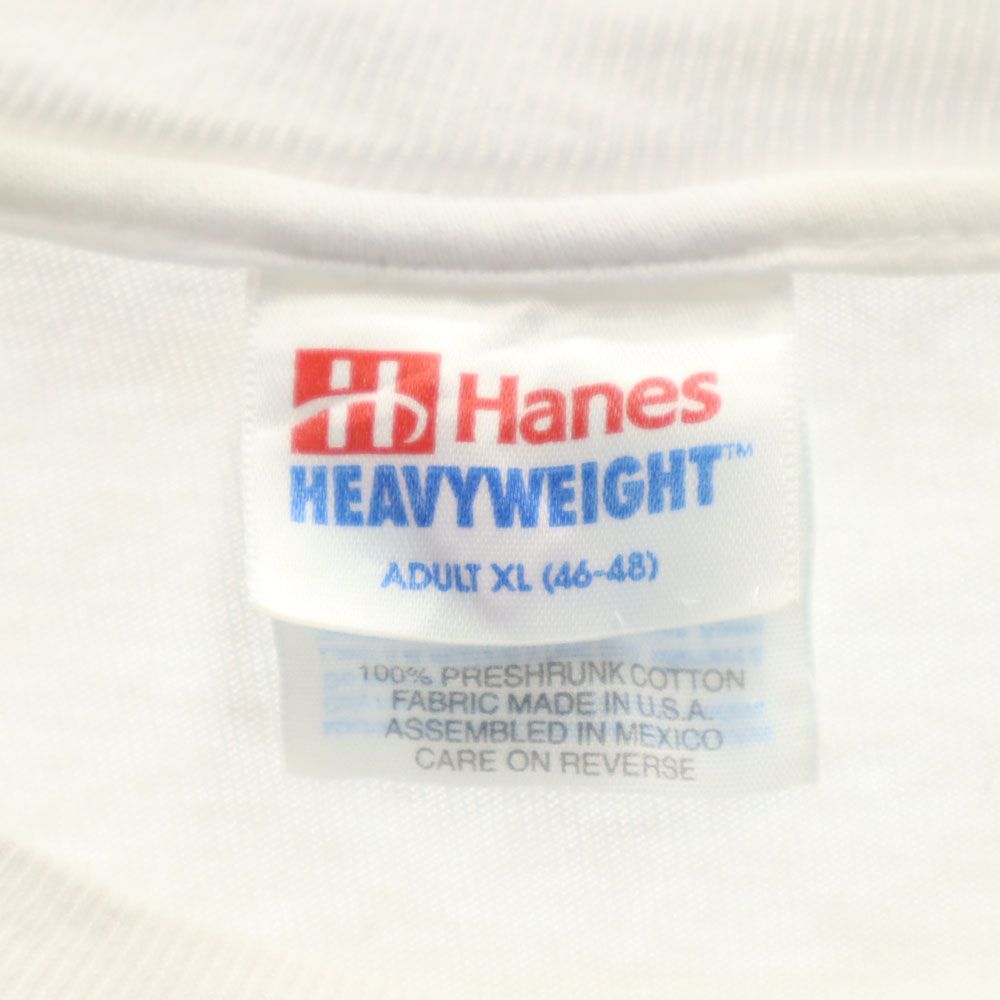 H Hanes
HEAVYWEIGHT™
ADULT XL (46-48)
100% PRESHRUNK COTTON
FABRIC MADE IN U.S.A.
ASSEMBLED IN MEXICO
CARE ON REVERSE